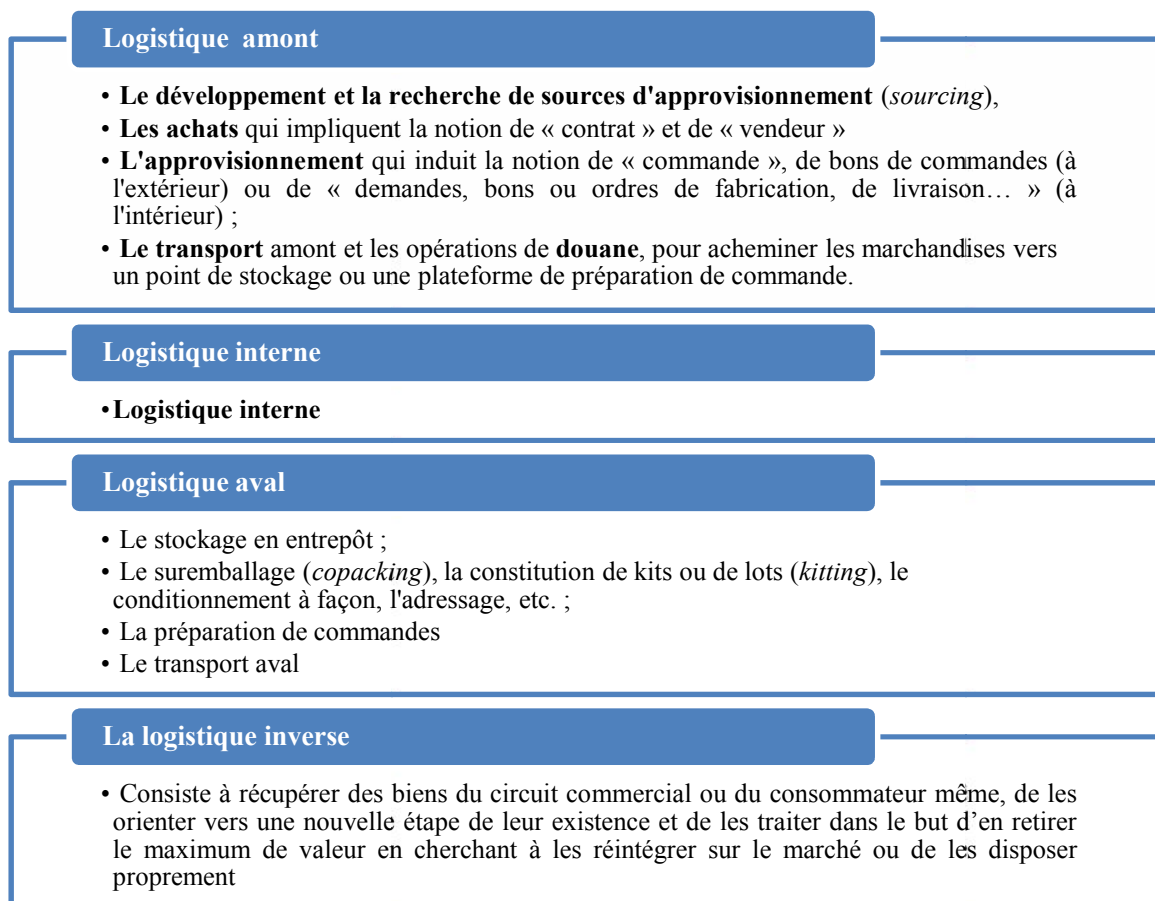 Logistique amont
• Le développement et la recherche de sources d'approvisionnement (sourcing),
• Les achats qui impliquent la notion de « contrat » et de « vendeur »
• L'approvisionnement qui induit la notion de « commande », de bons de commandes (à
l'extérieur) ou de « demandes, bons ou ordres de fabrication, de livraison… » (à
l'intérieur) ;
• Le transport amont et les opérations de douane, pour acheminer les marchandises vers
un point de stockage ou une plateforme de préparation de commande.
Logistique interne
•Logistique interne
Logistique aval
• Le stockage en entrepôt ;
• Le suremballage (copacking), la constitution de kits ou de lots (kitting), le
conditionnement à façon, l'adressage, etc. ;
• La préparation de commandes
• Le transport aval
La logistique inverse
• Consiste à récupérer des biens du circuit commercial ou du consommateur même, de les
orienter vers une nouvelle étape de leur existence et de les traiter dans le but d’en retirer
le maximum de valeur en cherchant à les réintégrer sur le marché ou de les disposer
proprement